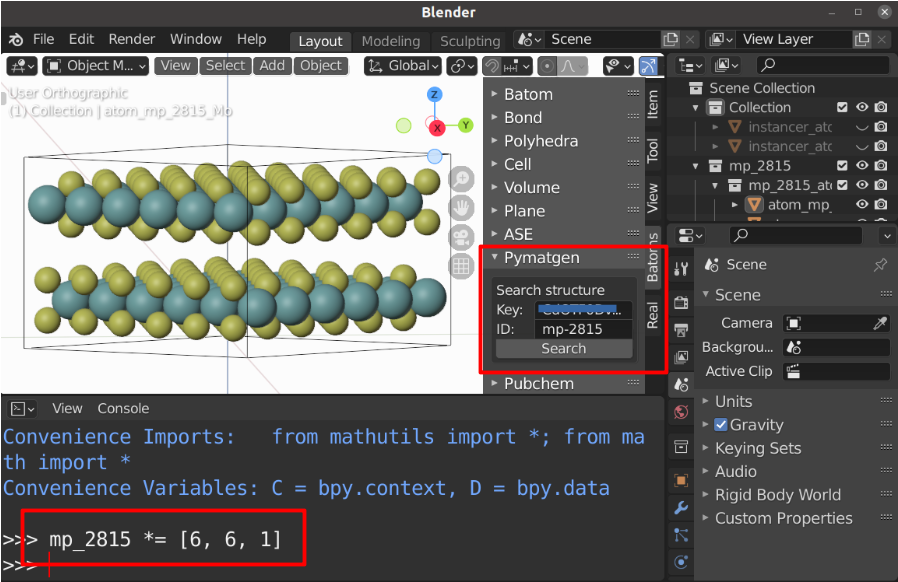 Blender
File Edit Render Window Help Layout Modeling Sculpting Scene View Layer
Object M... View Select Add Object Global
User Orthographic
(1) Collection | atom_mp_2815_Mo
Z
Y
X
Batom
Bond
Polyhedra
Cell
Volume
Plane
ASE
Pymatgen
Search structure
Key:
ID: mp-2815
Search
Pubchem
Item
Tool
View
Batoms
Real
Scene Collection
Collection
instancer_atc
instancer_atc
mp_2815
mp_2815_ato
atom_mp_
Scene
Scene
Camera
Backgrou...
Active Clip
Units
Gravity
Keying Sets
Audio
Rigid Body World
Custom Properties
View Console
Convenience Imports: from mathutils import *; from ma
th import *
Convenience Variables: C = bpy.context, D = bpy.data
>>> mp_2815 *= [6, 6, 1]
>>>